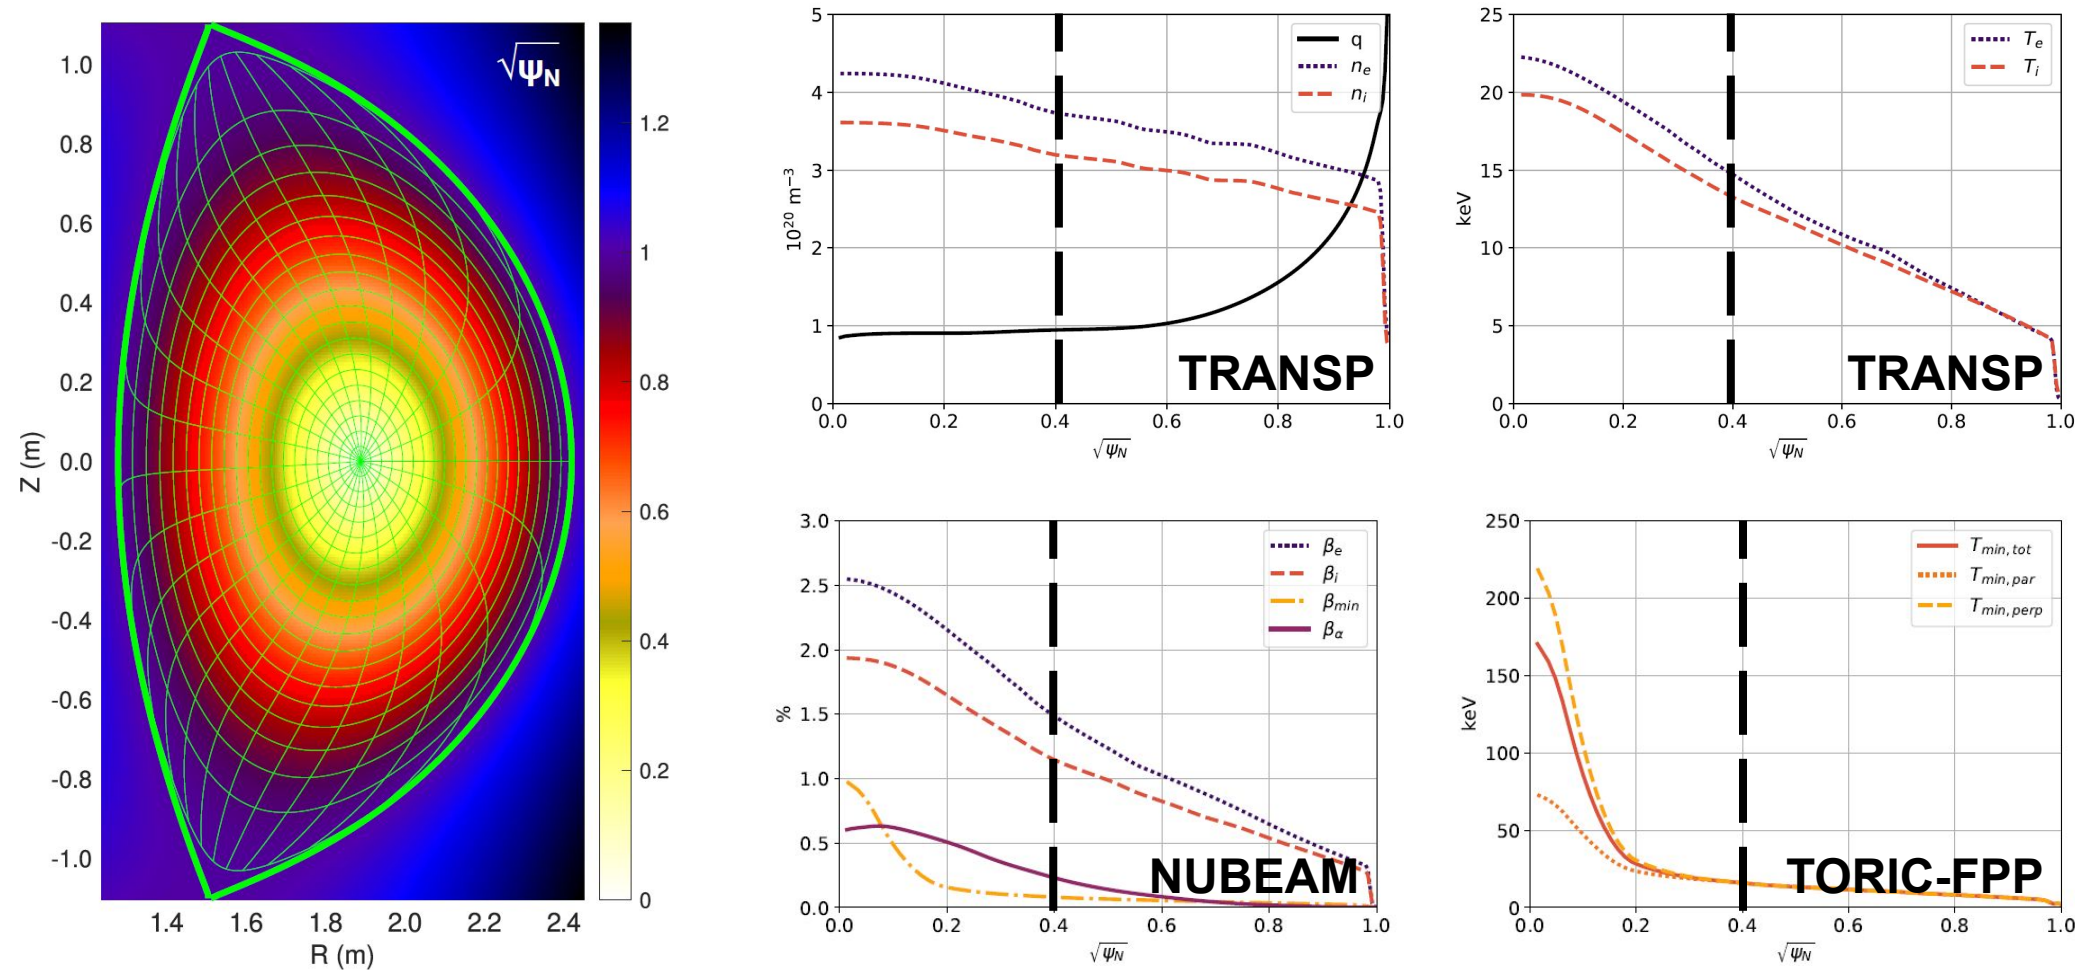 √ψN
1.0
0.8
0.6
0.4
0.2
0.0
-0.2
-0.4
-0.6
-0.8
-1.0
Z (m)
1.4 1.6 1.8 2.0 2.2 2.4
R (m)
1.2
1
0.8
0.6
0.4
0.2
0
5
4
3
2
1
0
10²⁰ m⁻³
q
nₑ
nᵢ
TRANSP
0.0 0.2 0.4 0.6 0.8 1.0
√ψN
25
20
15
10
5
0
keV
Tₑ
Tᵢ
TRANSP
0.0 0.2 0.4 0.6 0.8 1.0
√ψN
3.0
2.5
2.0
1.5
1.0
0.5
0.0
%
βₑ
βᵢ
βmin
βα
NUBEAM
0.0 0.2 0.4 0.6 0.8 1.0
√ψN
250
200
150
100
50
0
keV
Tmin,tot
Tmin,par
Tmin,perp
TORIC-FPP
0.0 0.2 0.4 0.6 0.8 1.0
√ψN